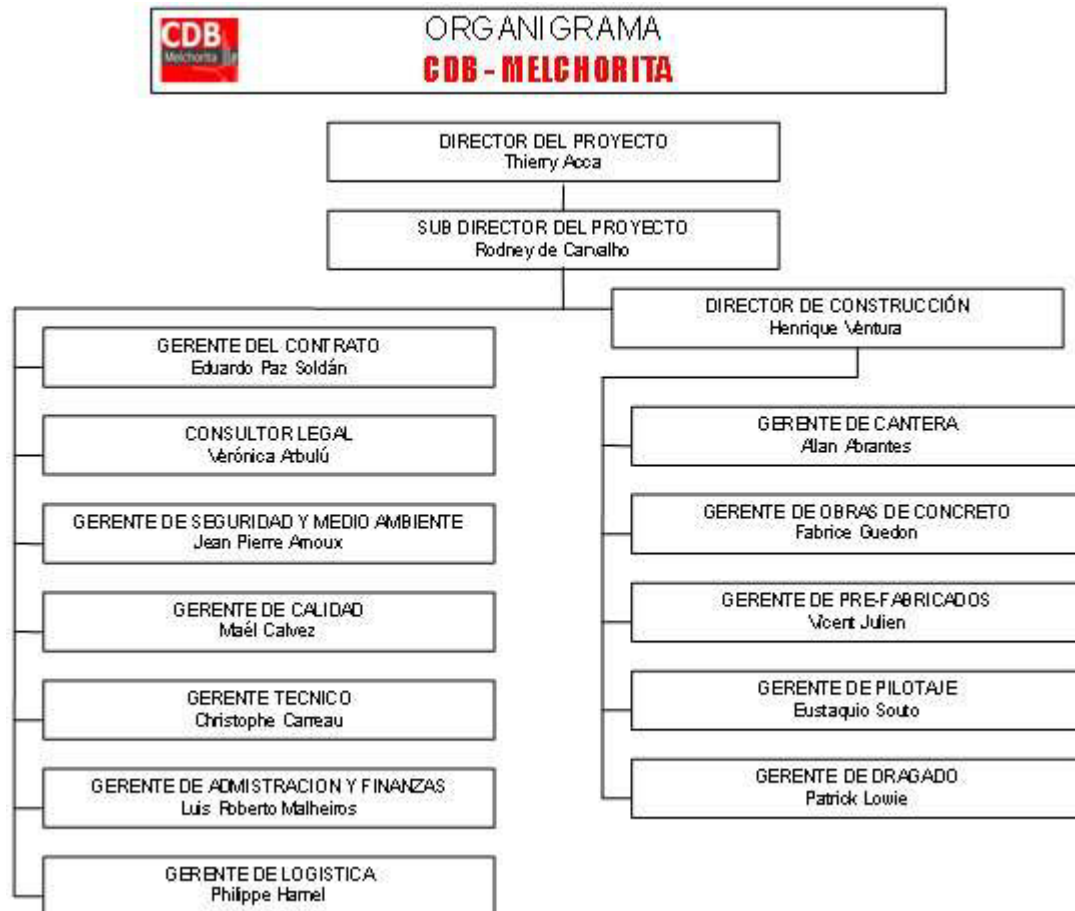 CDB
Melchorita
ORGANIGRAMA
CDB - MELCHORITA
DIRECTOR DEL PROYECTO
Thierry Acca
SUB DIRECTOR DEL PROYECTO
Rodney de Carvalho
DIRECTOR DE CONSTRUCCIÓN
Henrique Ventura
GERENTE DEL CONTRATO
Eduardo Paz Soldán
CONSULTOR LEGAL
Verónica Arbulú
GERENTE DE SEGURIDAD Y MEDIO AMBIENTE
Jean Pierre Arnoux
GERENTE DE CALIDAD
Maél Calvez
GERENTE TECNICO
Christophe Carreau
GERENTE DE ADMISTRACION Y FINANZAS
Luis Roberto Malheiros
GERENTE DE LOGISTICA
Philippe Hamel
GERENTE DE CANTERA
Allan Abrantes
GERENTE DE OBRAS DE CONCRETO
Fabrice Guedon
GERENTE DE PRE-FABRICADOS
Vicent Julien
GERENTE DE PILOTAJE
Eustaquio Souto
GERENTE DE DRAGADO
Patrick Lowie